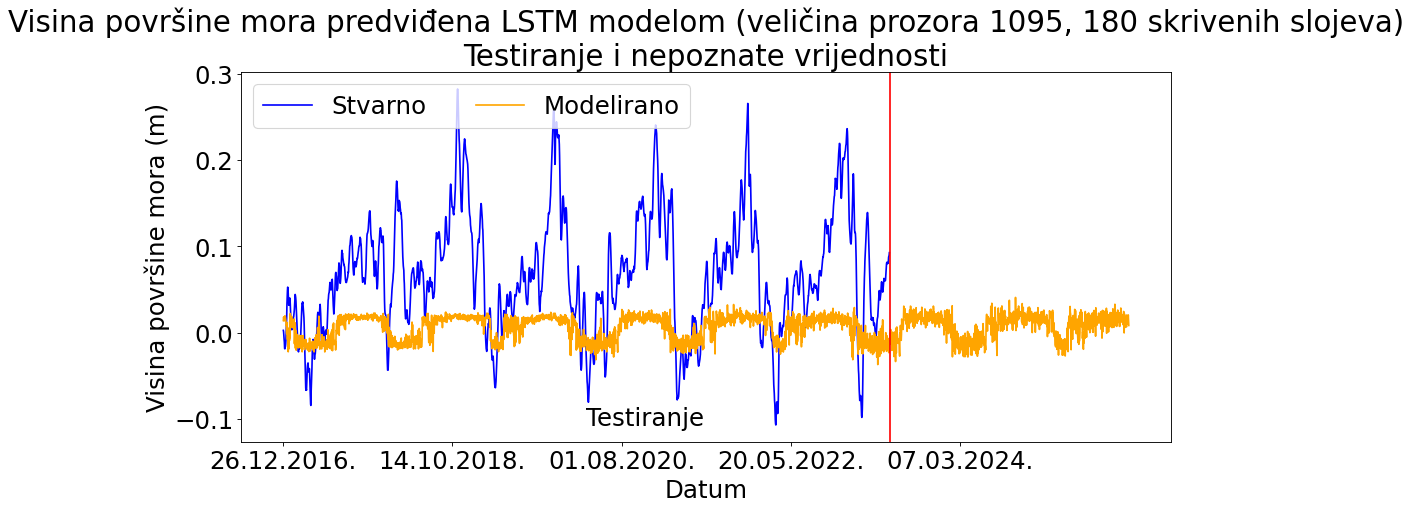 Visina površine mora predviđena LSTM modelom (veličina prozora 1095, 180 skrivenih slojeva)
Testiranje i nepoznate vrijednosti
Stvarno Modelirano
Visina površine mora (m)
0.3
0.2
0.1
0.0
−0.1
Testiranje
26.12.2016. 14.10.2018. 01.08.2020. 20.05.2022. 07.03.2024.
Datum